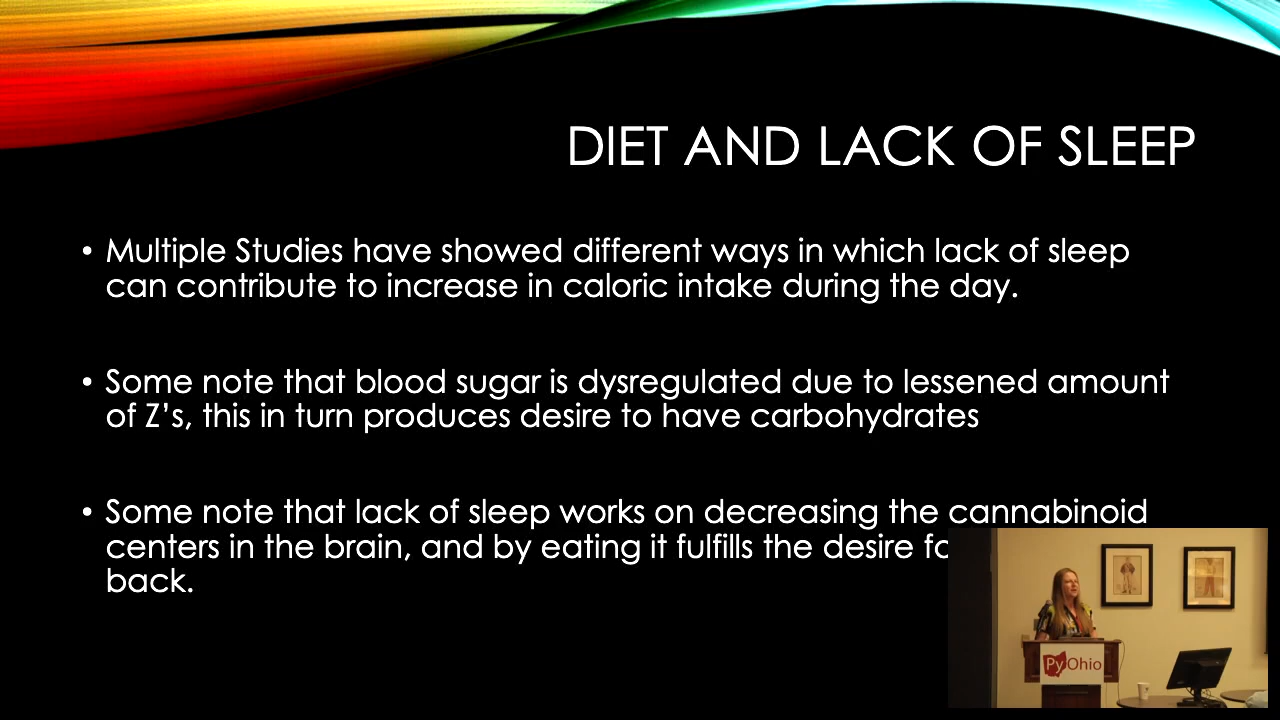 DIET AND LACK OF SLEEP
• Multiple Studies have showed different ways in which lack of sleep
can contribute to increase in caloric intake during the day.
• Some note that blood sugar is dysregulated due to lessened amount
of Z's, this in turn produces desire to have carbohydrates
• Some note that lack of sleep works on decreasing the cannabinoid
centers in the brain, and by eating it fulfills the desire
back.
PyOhio